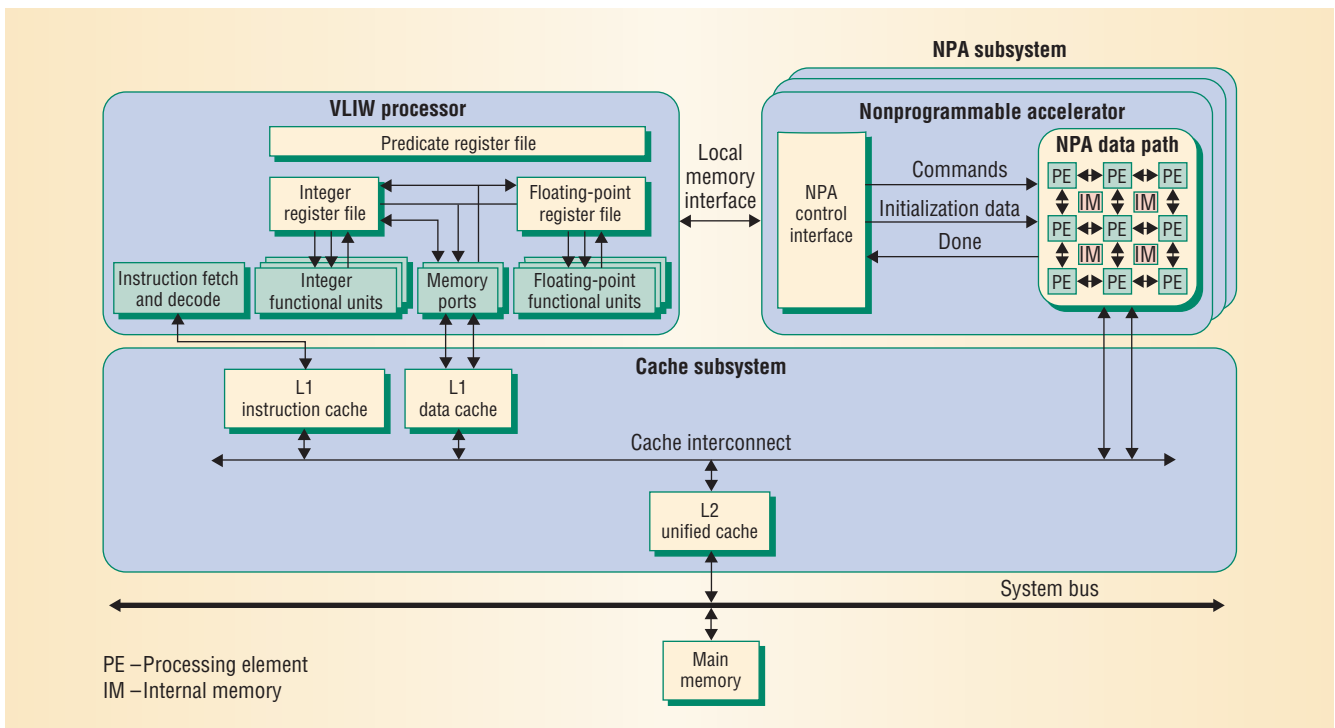 NPA subsystem
VLIW processor
Nonprogrammable accelerator
Predicate register file
NPA data path
Integer
register file
Floating-point
register file
Local
memory
interface
NPA
control
interface
Commands
Initialization data
Done
PE PE PE
IM IM
PE PE PE
IM IM
PE PE PE
Instruction fetch
and decode
Integer
functional units
Memory
ports
Floating-point
functional units
Cache subsystem
L1
instruction cache
L1
data cache
Cache interconnect
L2
unified cache
System bus
Main
memory
PE –Processing element
IM –Internal memory